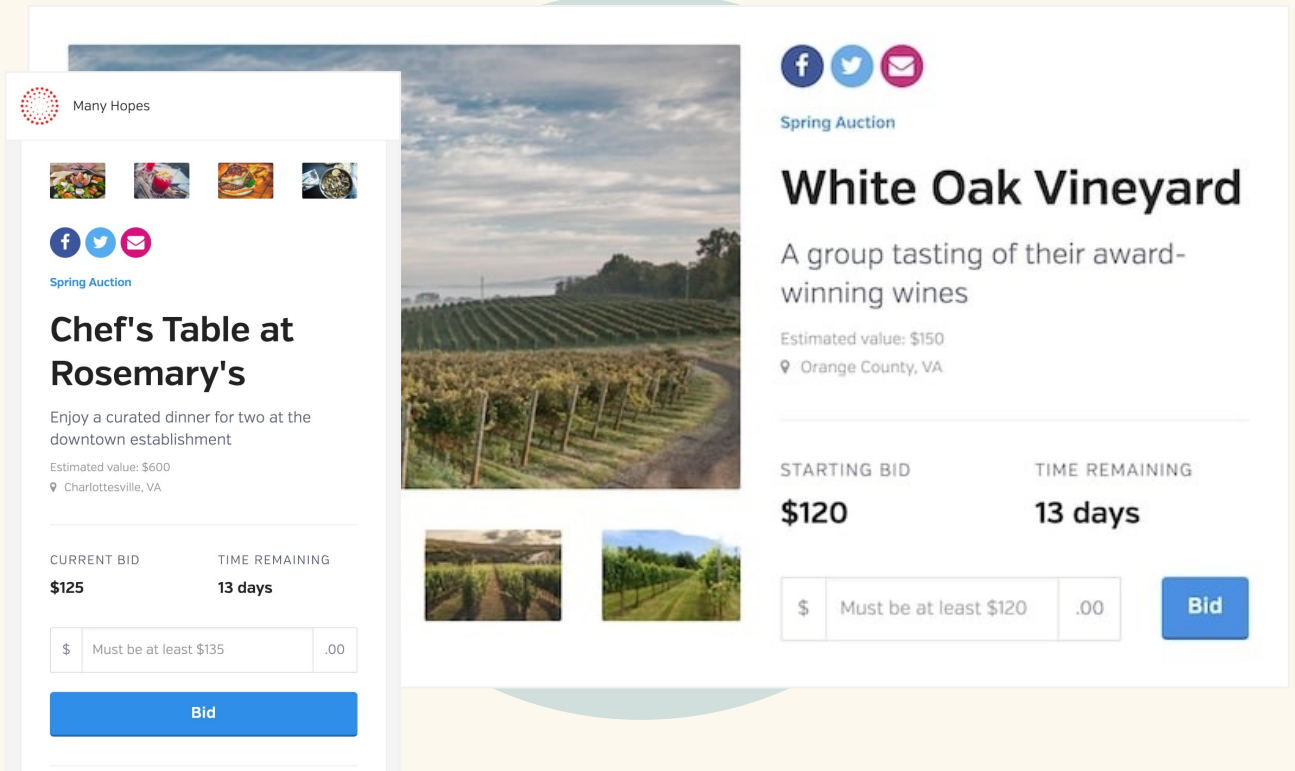 Many Hopes
Spring Auction
Chef's Table at
Rosemary's
Enjoy a curated dinner for two at the
downtown establishment
Estimated value: $600
Charlottesville, VA
CURRENT BID
TIME REMAINING
$125
13 days
$ Must be at least $135 .00
Bid
Spring Auction
White Oak Vineyard
A group tasting of their award-
winning wines
Estimated value: $150
Orange County, VA
STARTING BID
TIME REMAINING
$120
13 days
$ Must be at least $120 .00
Bid